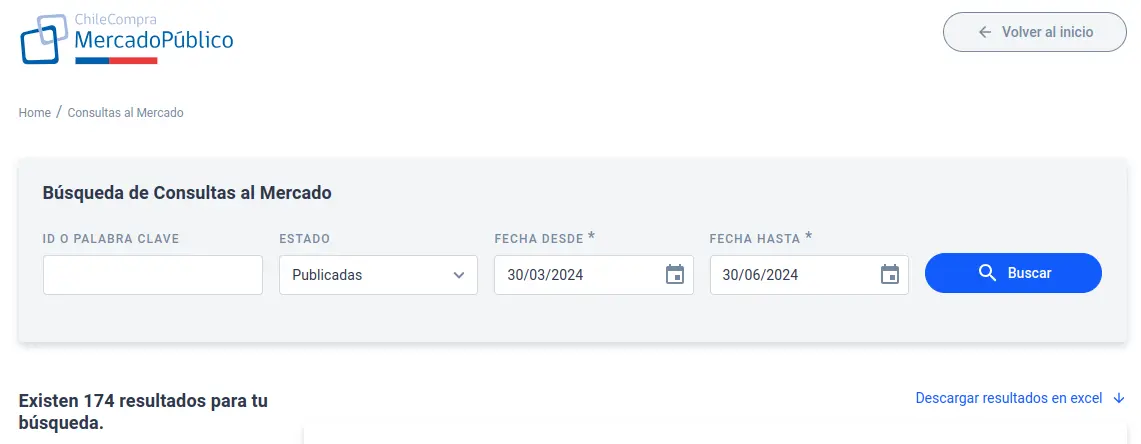 ChileCompra
MercadoPúblico
Volver al inicio
Home / Consultas al Mercado
Búsqueda de Consultas al Mercado
ID O PALABRA CLAVE
ESTADO
FECHA DESDE *
FECHA HASTA *
Publicadas
30/03/2024
30/06/2024
Buscar
Existen 174 resultados para tu
búsqueda.
Descargar resultados en excel